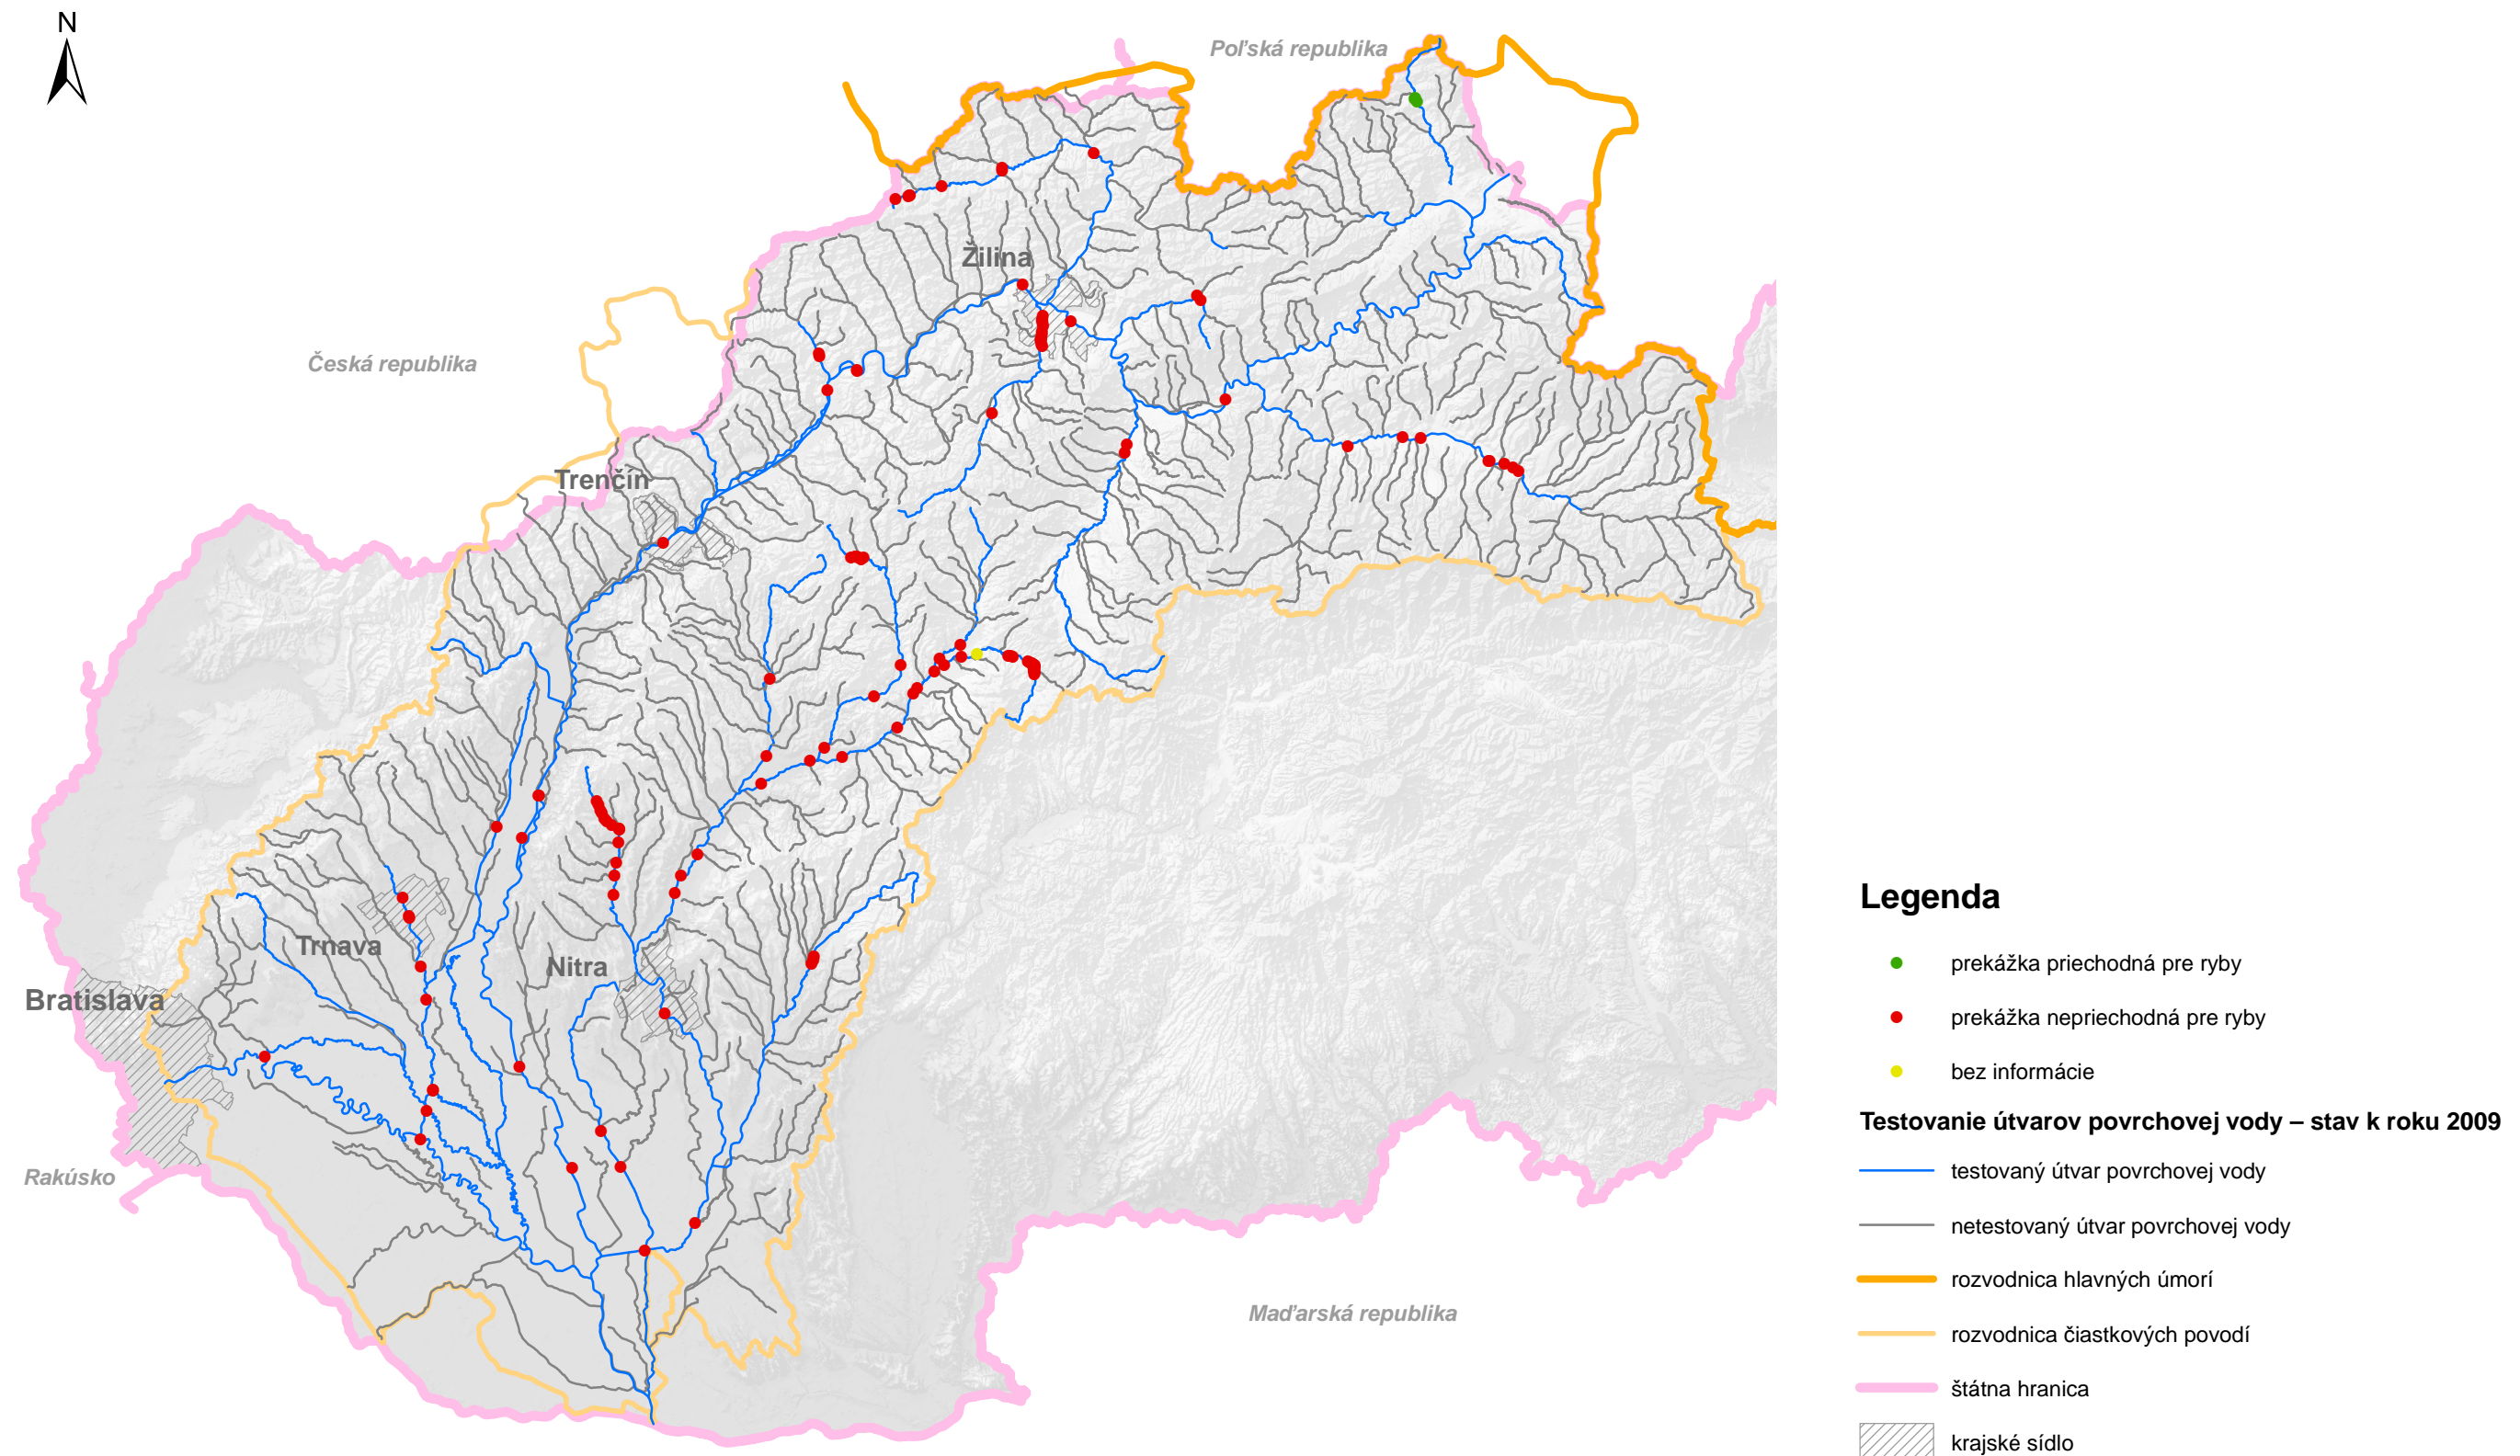 N
Poľská republika
Žilina
Česká republika
Trenčín
Trnava
Nitra
Bratislava
Rakúsko
Maďarská republika
Legenda
prekážka priechodná pre ryby
prekážka nepriechodná pre ryby
bez informácie
Testovanie útvarov povrchovej vody – stav k roku 2009
testovaný útvar povrchovej vody
netestovaný útvar povrchovej vody
rozvodnica hlavných úmorí
rozvodnica čiastkových povodí
štátna hranica
krajské sídlo